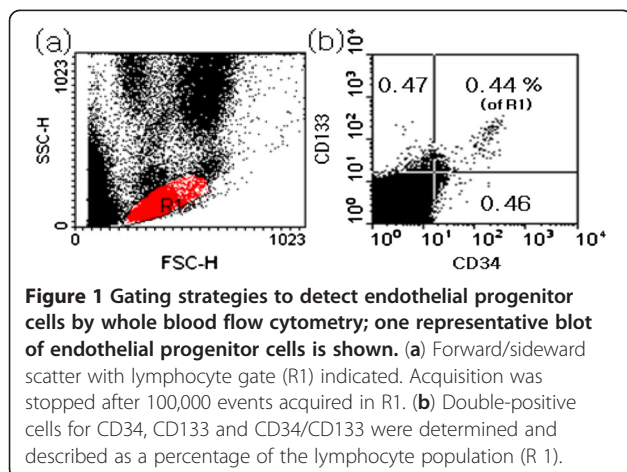 (a)
(b)
1023
SSC-H
0
R1
0
1023
FSC-H
10⁴
10³
10²
10¹
10⁰
CD133
0.47
0.44 %
(of R1)
0.46
10⁰ 10¹ 10² 10³ 10⁴
CD34
Figure 1 Gating strategies to detect endothelial progenitor
cells by whole blood flow cytometry; one representative blot
of endothelial progenitor cells is shown. (a) Forward/sideward
scatter with lymphocyte gate (R1) indicated. Acquisition was
stopped after 100,000 events acquired in R1. (b) Double-positive
cells for CD34, CD133 and CD34/CD133 were determined and
described as a percentage of the lymphocyte population (R 1).